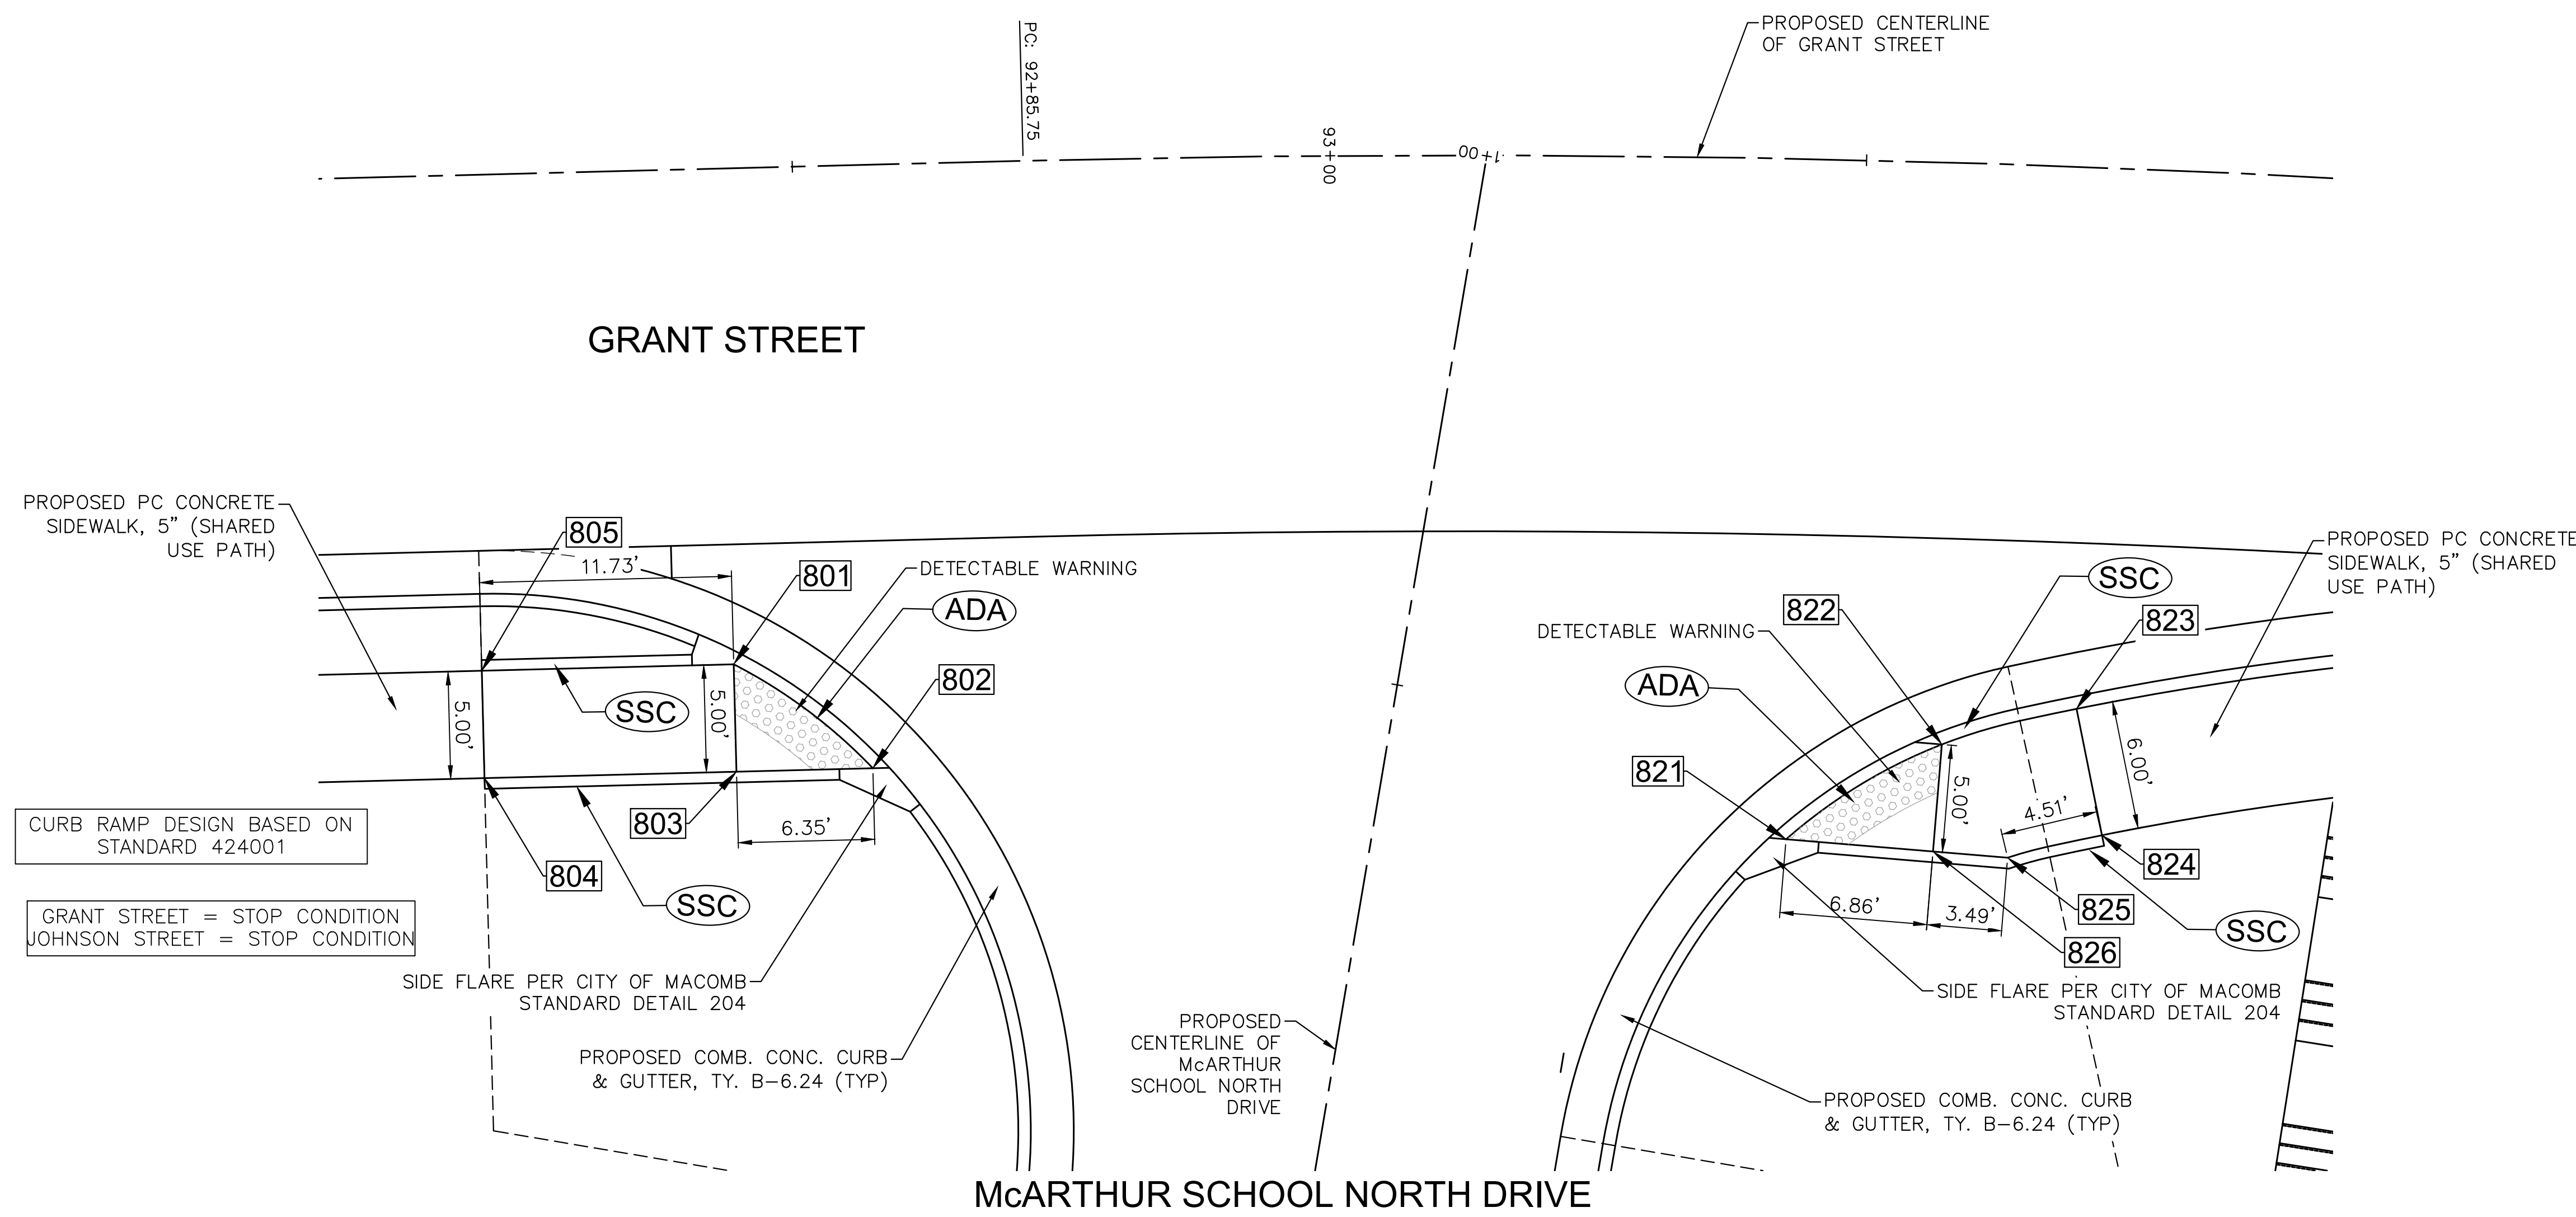 PC: 92+85.75
PROPOSED CENTERLINE
OF GRANT STREET
93+00
1+00
GRANT STREET
PROPOSED PC CONCRETE
SIDEWALK, 5" (SHARED
USE PATH)
805
11.73'
801
DETECTABLE WARNING
ADA
802
5.00'
SSC
5.00'
803
6.35'
804
SSC
CURB RAMP DESIGN BASED ON
STANDARD 424001
GRANT STREET = STOP CONDITION
JOHNSON STREET = STOP CONDITION
SIDE FLARE PER CITY OF MACOMB
STANDARD DETAIL 204
PROPOSED COMB. CONC. CURB
& GUTTER, TY. B-6.24 (TYP)
PROPOSED
CENTERLINE OF
McARTHUR
SCHOOL NORTH
DRIVE
PROPOSED PC CONCRETE
SIDEWALK, 5" (SHARED
USE PATH)
SSC
822
823
DETECTABLE WARNING
ADA
821
5.00'
6.00'
4.51'
824
6.86'
3.49'
825
SSC
826
SIDE FLARE PER CITY OF MACOMB
STANDARD DETAIL 204
PROPOSED COMB. CONC. CURB
& GUTTER, TY. B-6.24 (TYP)
McARTHUR SCHOOL NORTH DRIVE